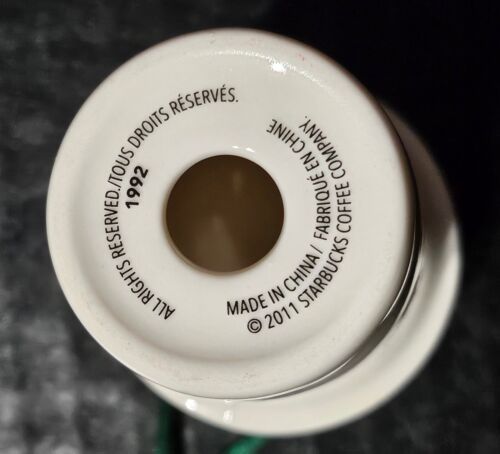 ALL RIGHTS RESERVED./TOUS DROITS RÉSERVÉS.
1992
MADE IN CHINA / FABRIQUÉ EN CHINE
© 2011 STARBUCKS COFFEE COMPANY.